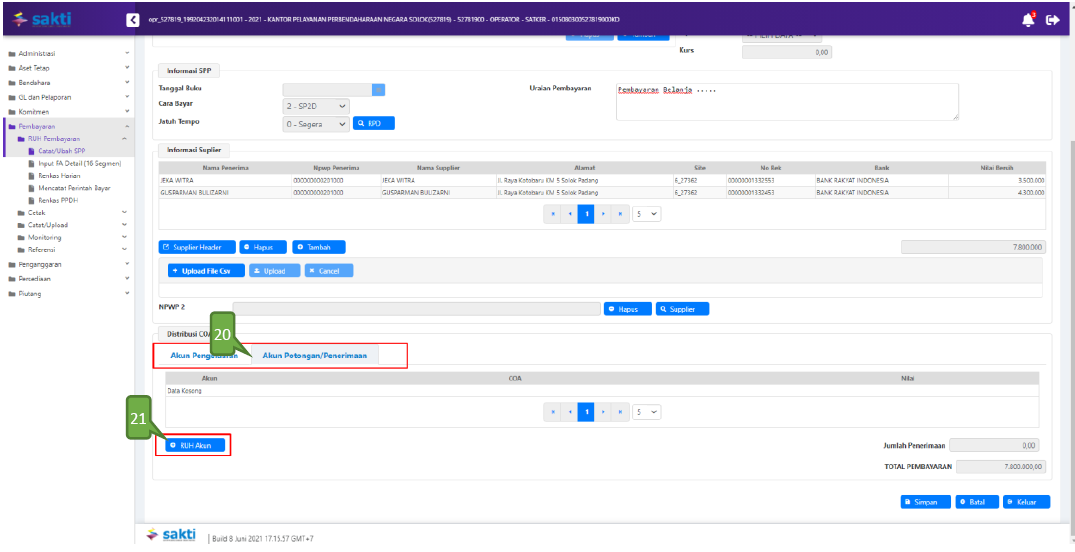 sakti
opr_527819_199204232014111001 - 2021 - KANTOR PELAYANAN PERBENDAHARAAN NEGARA SOLOK(527819) - 52781900 - OPERATOR - SATKER - 015080300527819000KD
Administrasi
Aset Tetap
Bendahara
GL dan Pelaporan
Komitmen
Pembayaran
RUH Pembayaran
Catat/Ubah SPP
Input FA Detail (16 Segmen)
Renkas Harian
Mencatat Perintah Bayar
Renkas PPDH
Cetak
Catat/Upload
Monitoring
Referensi
Penganggaran
Persediaan
Piutang
Kurs
0,00
Informasi SPP
Tanggal Buku
Cara Bayar
2 - SP2D
Jatuh Tempo
0 - Segera
RPD
Uraian Pembayaran
Pembayaran Belanja .....
Informasi Suplier
Nama Penerima Npwp Penerima Nama Supplier Alamat Site No Rek Bank Nilai Bersih
JEKA WITRA 000000000201000 JEKA WITRA Jl. Raya Kotobaru KM 5 Solok Padang 6_27362 00000001332553 BANK RAKYAT INDONESIA 3.500.000
GUSPARMAN BULIZARNI 000000000201000 GUSPARMAN BULIZARNI Jl. Raya Kotobaru KM 5 Solok Padang 6_27362 00000001332453 BANK RAKYAT INDONESIA 4.300.000
1 5
Supplier Header Hapus Tambah
7.800.000
Upload File Csv Upload Cancel
NPWP 2
Hapus Supplier
Distribusi COA
20
Akun Pengeluaran Akun Potongan/Penerimaan
Akun COA Nilai
Data Kosong
1 5
21
RUH Akun
Jumlah Penerimaan 0,00
TOTAL PEMBAYARAN 7.800.000,00
Simpan Batal Keluar
sakti
Build 8 Juni 2021 17.15.57 GMT+7